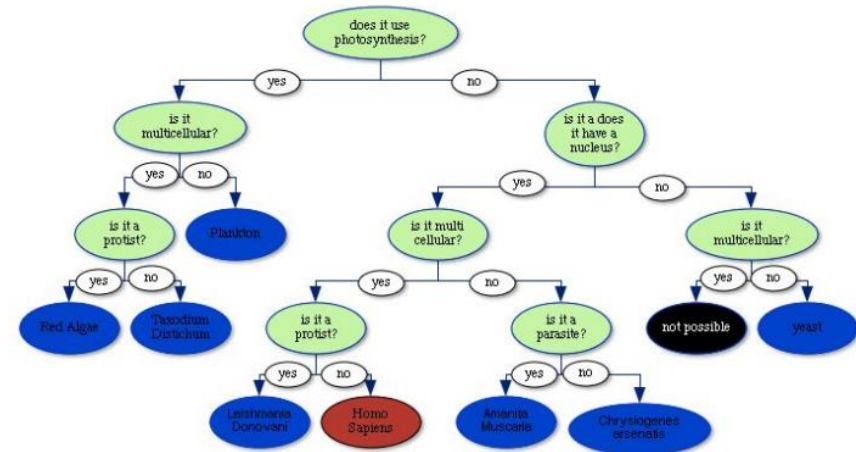 does it use
photosynthesis?
yes
no
is it
multicellular?
is it a does
it have a
nucleus?
yes
no
yes
no
is it a
protist?
Plankton
is it multi
cellular?
is it
multicellular?
yes
no
yes
no
yes
no
Red Algae
Taxodium
Distichum
is it a
protist?
is it a
parasite?
not possible
yeast
yes
no
yes
no
Leishmania
Donovani
Homo
Sapiens
Amanita
Muscaria
Chrysiogenes
arsenatis